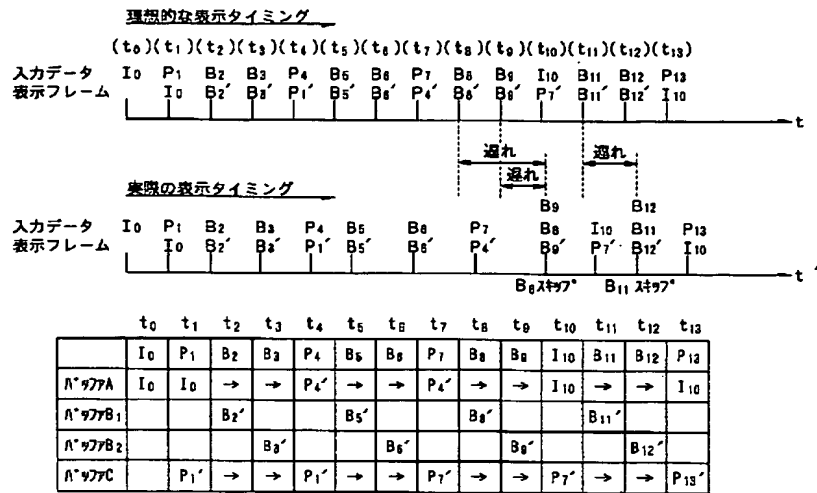 理想的な表示タイミング
(t₀)(t₁)(t₂)(t₃)(t₄)(t₅)(t₆)(t₇)(t₈)(t₉)(t₁₀)(t₁₁)(t₁₂)(t₁₃)
入力データ I₀ P₁ B₂ B₃ P₄ B₅ B₆ P₇ B₈ B₉ I₁₀ B₁₁ B₁₂ P₁₃
表示フレーム I₀ B₂′ B₃′ P₁′ B₅′ B₆′ P₄′ B₈′ B₉′ P₇′ B₁₁′ B₁₂′ I₁₀
t
遅れ 遅れ
遅れ
実際の表示タイミング
B₉ B₁₂
入力データ I₀ P₁ B₂ B₃ P₄ B₅ B₆ P₇ B₈ I₁₀ B₁₁ P₁₃
表示フレーム I₀ B₂′ B₃′ P₁′ B₅′ B₆′ P₄′ B₉′ P₇′ B₁₂′ I₁₀
t′
B₈スキップ B₁₁スキップ
t₀ t₁ t₂ t₃ t₄ t₅ t₆ t₇ t₈ t₉ t₁₀ t₁₁ t₁₂ t₁₃
I₀ P₁ B₂ B₃ P₄ B₅ B₆ P₇ B₈ B₉ I₁₀ B₁₁ B₁₂ P₁₃
バッファA I₀ I₀ → → P₄′ → → P₄′ → → I₁₀ → → I₁₀
バッファB₁ B₂′ B₅′ B₈′ B₁₁′
バッファB₂ B₃′ B₆′ B₉′ B₁₂′
バッファC P₁′ → → P₁′ → → P₇′ → → P₇′ → → P₁₃′